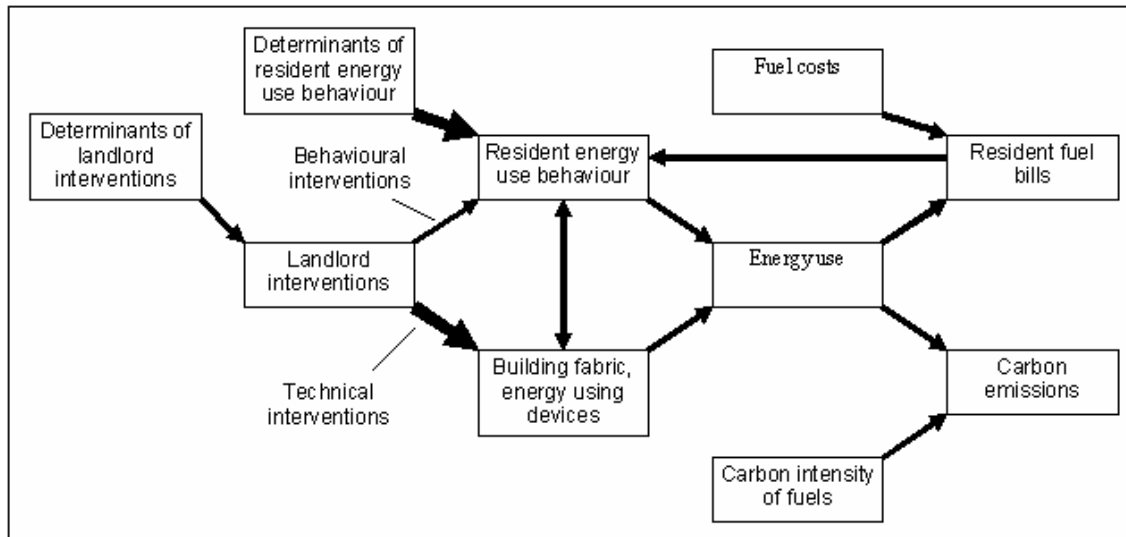 Determinants of
resident energy
use behaviour
Fuel costs
Determinants of
landlord
interventions
Behavioural
interventions
Resident energy
use behaviour
Resident fuel
bills
Landlord
interventions
Energy use
Technical
interventions
Building fabric,
energy using
devices
Carbon
emissions
Carbon intensity
of fuels